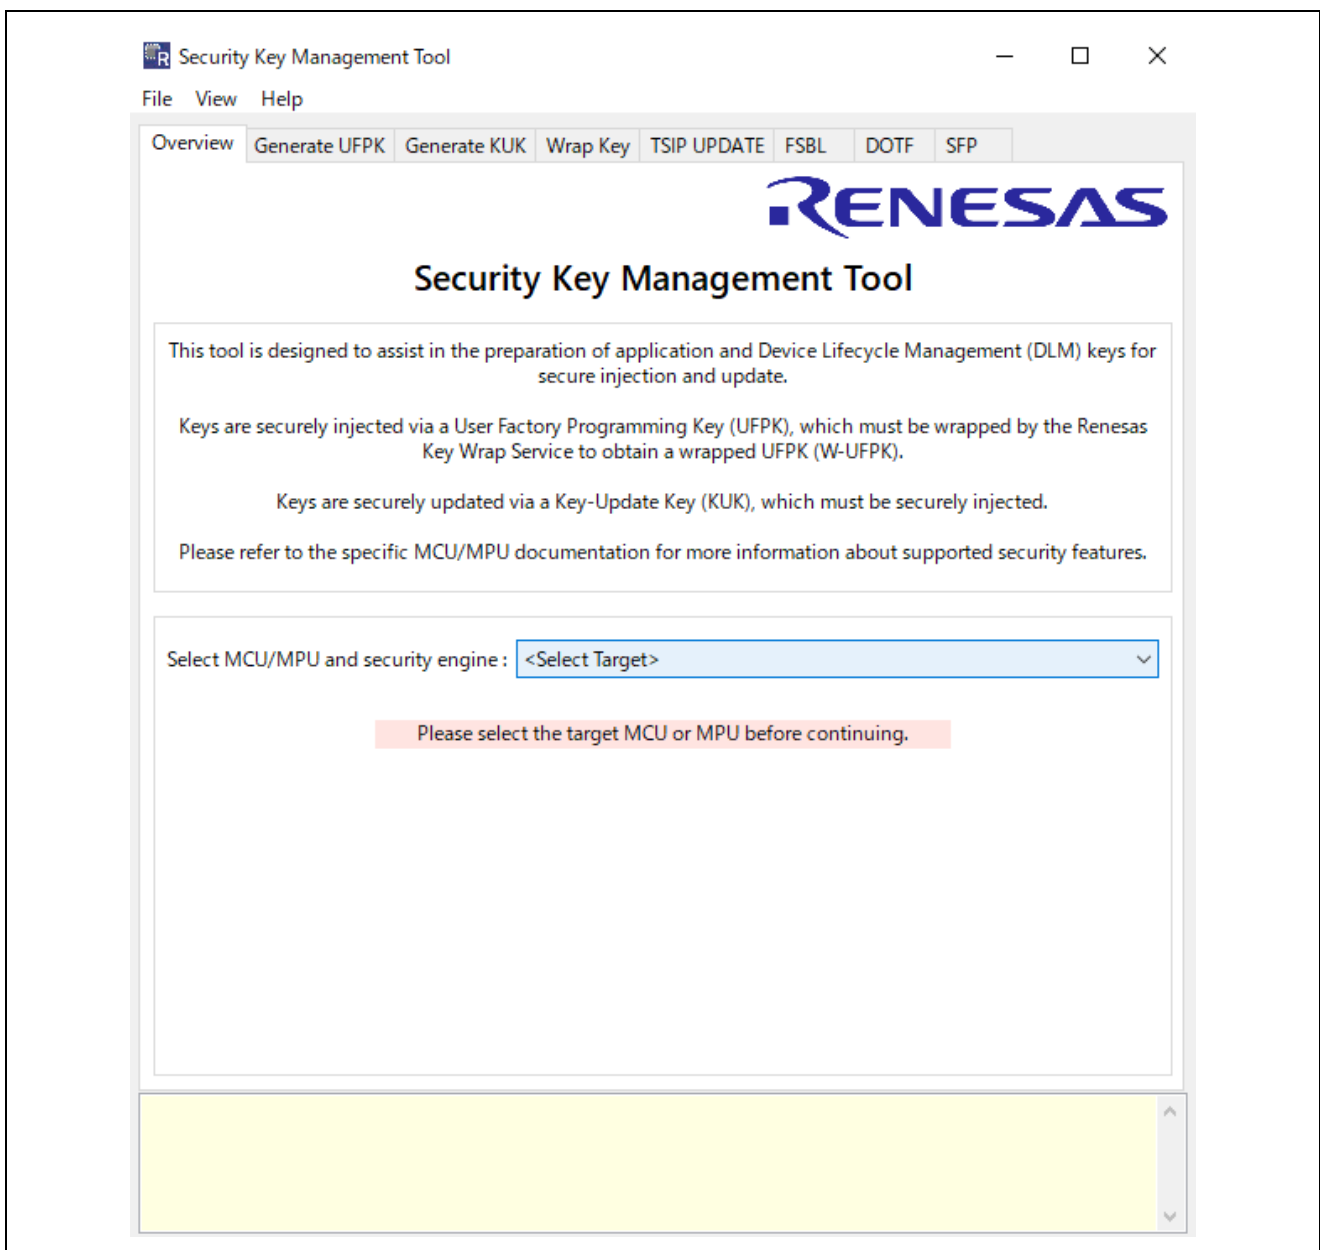 Security Key Management Tool
File View Help
Overview Generate UFPK Generate KUK Wrap Key TSIP UPDATE FSBL DOTF SFP
RENESAS
Security Key Management Tool
This tool is designed to assist in the preparation of application and Device Lifecycle Management (DLM) keys for
secure injection and update.
Keys are securely injected via a User Factory Programming Key (UFPK), which must be wrapped by the Renesas
Key Wrap Service to obtain a wrapped UFPK (W-UFPK).
Keys are securely updated via a Key-Update Key (KUK), which must be securely injected.
Please refer to the specific MCU/MPU documentation for more information about supported security features.
Select MCU/MPU and security engine : <Select Target>
Please select the target MCU or MPU before continuing.